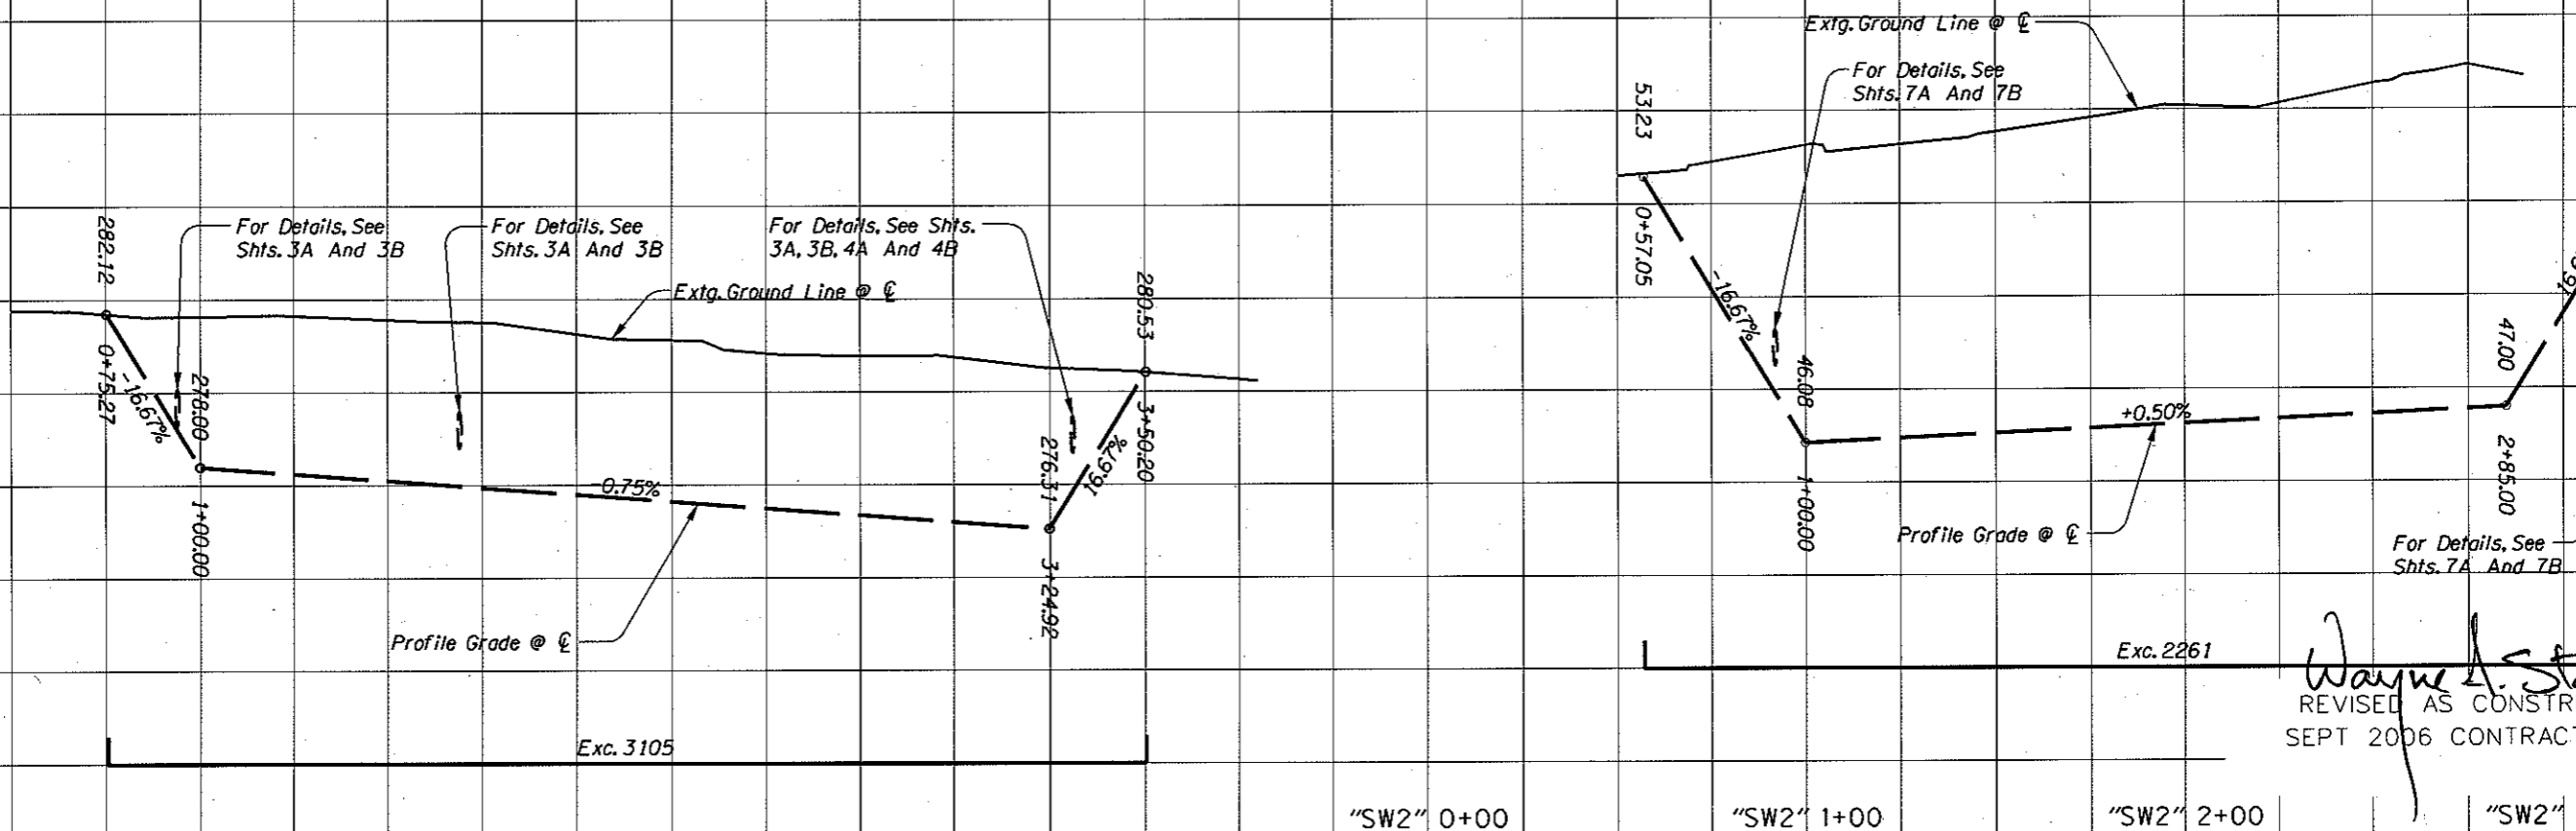 Extg. Ground Line @ ℄
For Details, See
Shts. 7A And 7B
53.23
0+57.05
-16.67%
46.08
1+00.00
+0.50%
47.00
2+85.00
Profile Grade @ ℄
For Details, See
Shts. 7A And 7B
Exc. 2261
282.12
0+75.27
-16.67%
278.00
1+00.00
For Details, See
Shts. 3A And 3B
For Details, See
Shts. 3A And 3B
For Details, See Shts.
3A, 3B, 4A And 4B
Extg. Ground Line @ ℄
-0.75%
276.31
3+24.92
16.67%
280.53
3+50.20
Profile Grade @ ℄
Exc. 3105
Wayne A.
REVISED AS CONSTR
SEPT 2006 CONTRAC
"SW2" 0+00
"SW2" 1+00
"SW2" 2+00
"SW2"